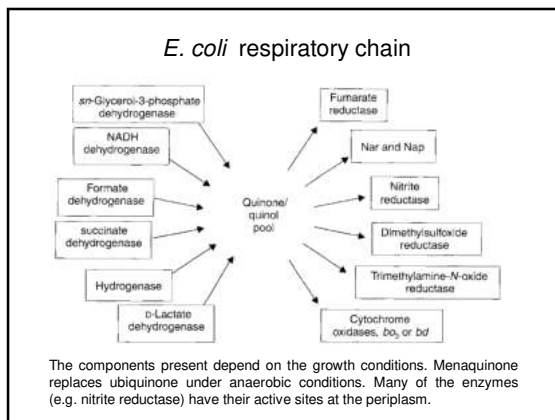 E. coli respiratory chain
sn-Glycerol-3-phosphate
dehydrogenase
NADH
dehydrogenase
Formate
dehydrogenase
succinate
dehydrogenase
Hydrogenase
D-Lactate
dehydrogenase
Quinone/
quinol
pool
Fumarate
reductase
Nar and Nap
Nitrite
reductase
Dimethylsulfoxide
reductase
Trimethylamine-N-oxide
reductase
Cytochrome
oxidases, bo3 or bd
The components present depend on the growth conditions. Menaquinone
replaces ubiquinone under anaerobic conditions. Many of the enzymes
(e.g. nitrite reductase) have their active sites at the periplasm.